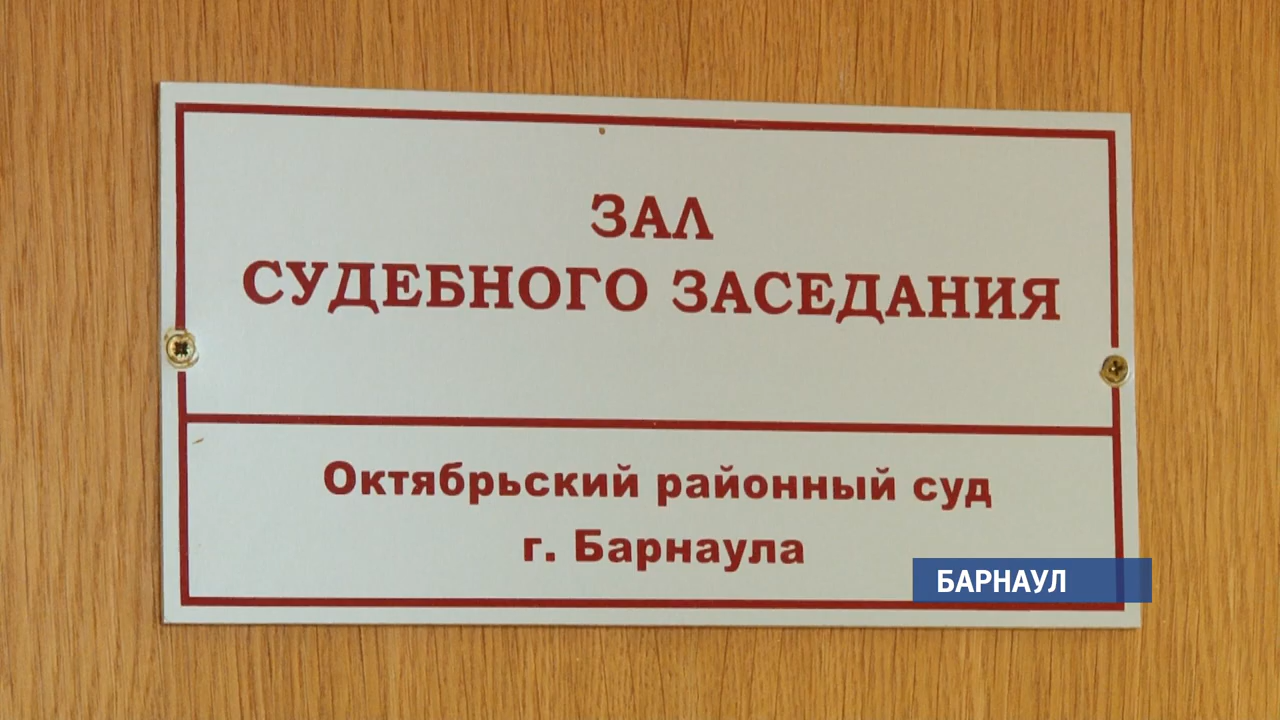 ЗАЛ
СУДЕБНОГО ЗАСЕДАНИЯ
Октябрьский районный суд
г. Барнаула
БАРНАУЛ